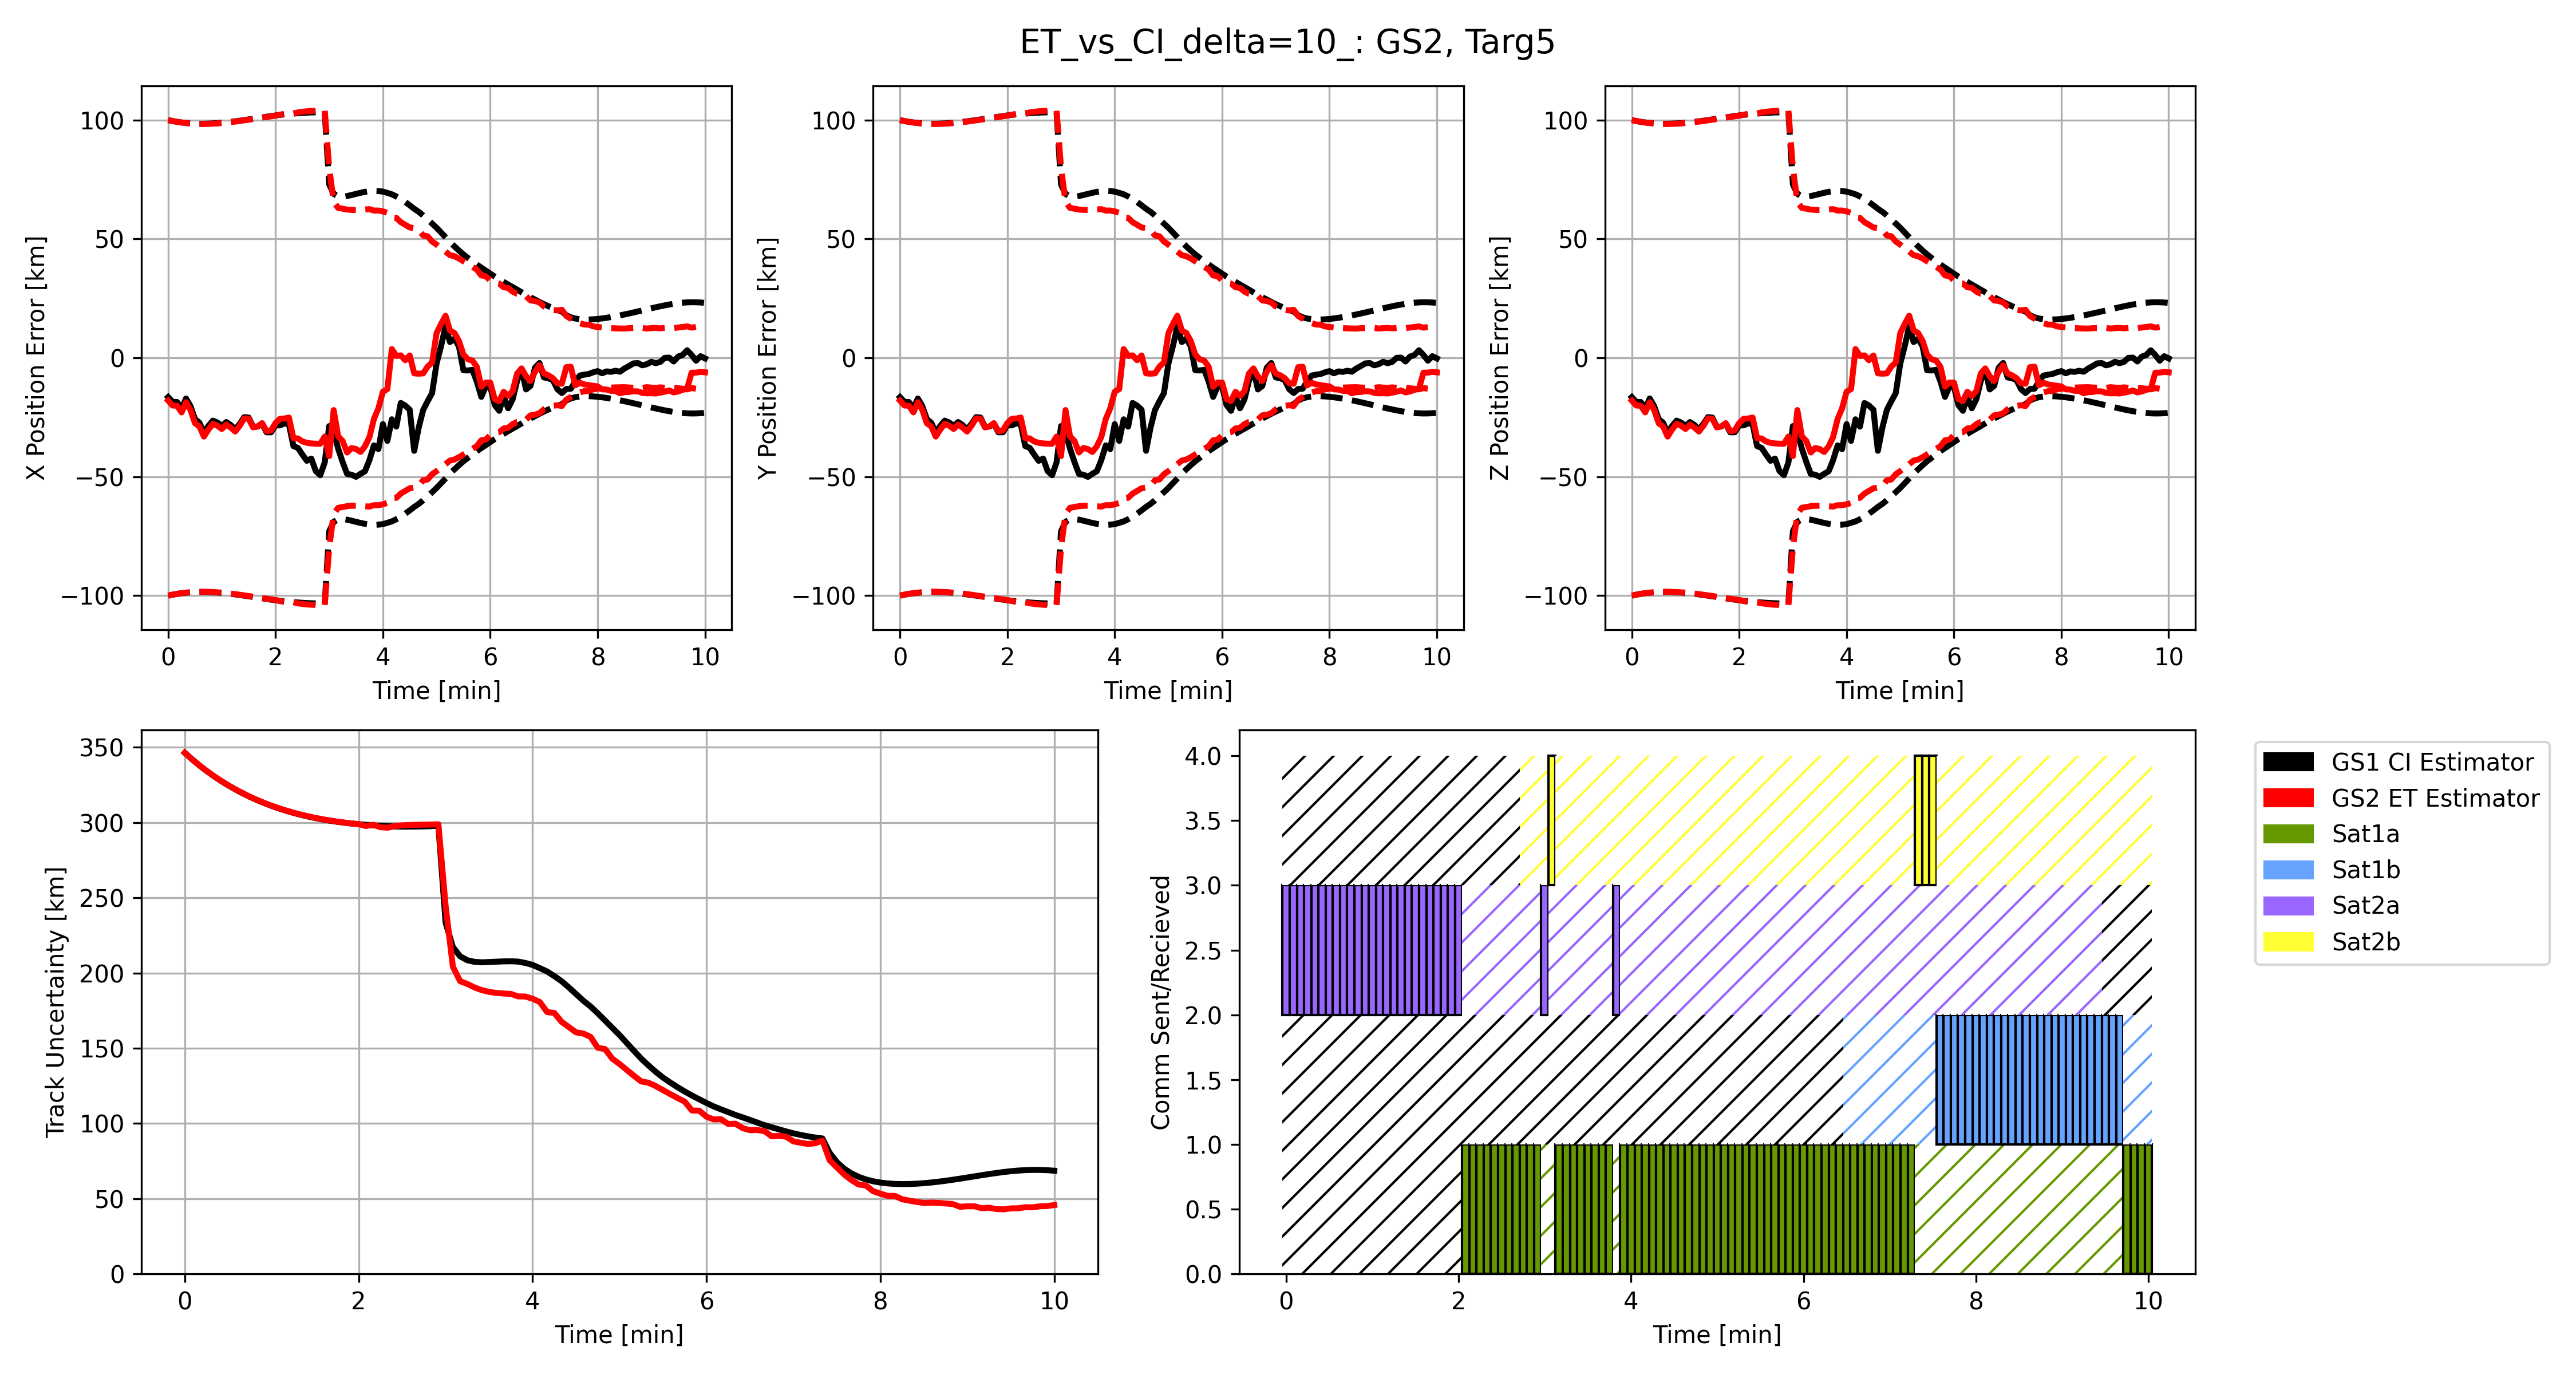 ET_vs_CI_delta=10_: GS2, Targ5
X Position Error [km]
100
50
0
−50
−100
0 2 4 6 8 10
Time [min]
Y Position Error [km]
100
50
0
−50
−100
0 2 4 6 8 10
Time [min]
Z Position Error [km]
100
50
0
−50
−100
0 2 4 6 8 10
Time [min]
Track Uncertainty [km]
350
300
250
200
150
100
50
0
0 2 4 6 8 10
Time [min]
Comm Sent/Recieved
4.0
3.5
3.0
2.5
2.0
1.5
1.0
0.5
0.0
0 2 4 6 8 10
Time [min]
GS1 CI Estimator
GS2 ET Estimator
Sat1a
Sat1b
Sat2a
Sat2b